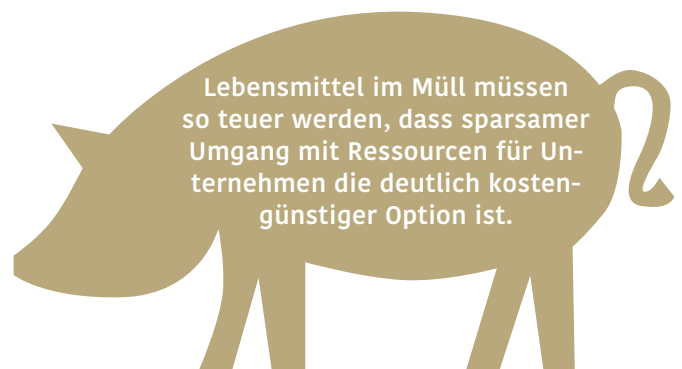 Lebensmittel im Müll müssen
so teuer werden, dass sparsamer
Umgang mit Ressourcen für Un-
ternehmen die deutlich kosten-
günstiger Option ist.